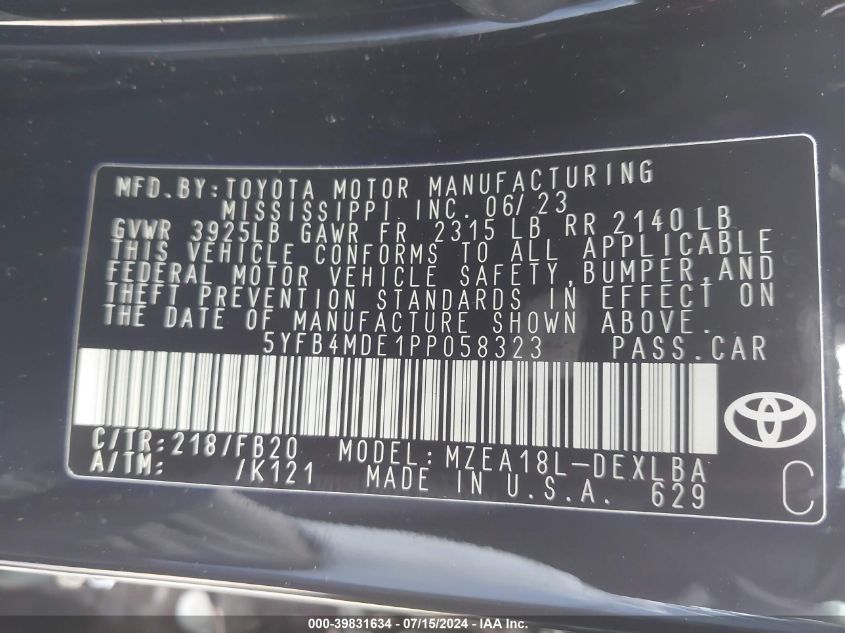 MFD.BY:TOYOTA MOTOR MANUFACTURING
MISSISSIPPI INC. 06/23
GVWR 3925LB GAWR FR 2315 LB RR 2140LB
THIS VEHICLE CONFORMS TO ALL APPLICABLE
FEDERAL MOTOR VEHICLE SAFETY,BUMPER,AND
THEFT PREVENTION STANDARDS IN EFFECT ON
THE DATE OF MANUFACTURE SHOWN ABOVE.
5YFB4MDE1PP058323 PASS.CAR
C/TR:218/FB20 MODEL:MZEA18L-DEXLBA
A/TM: /K121 MADE IN U.S.A. 629
C
000-39831634 / 07/15/2024 - IAA Inc.